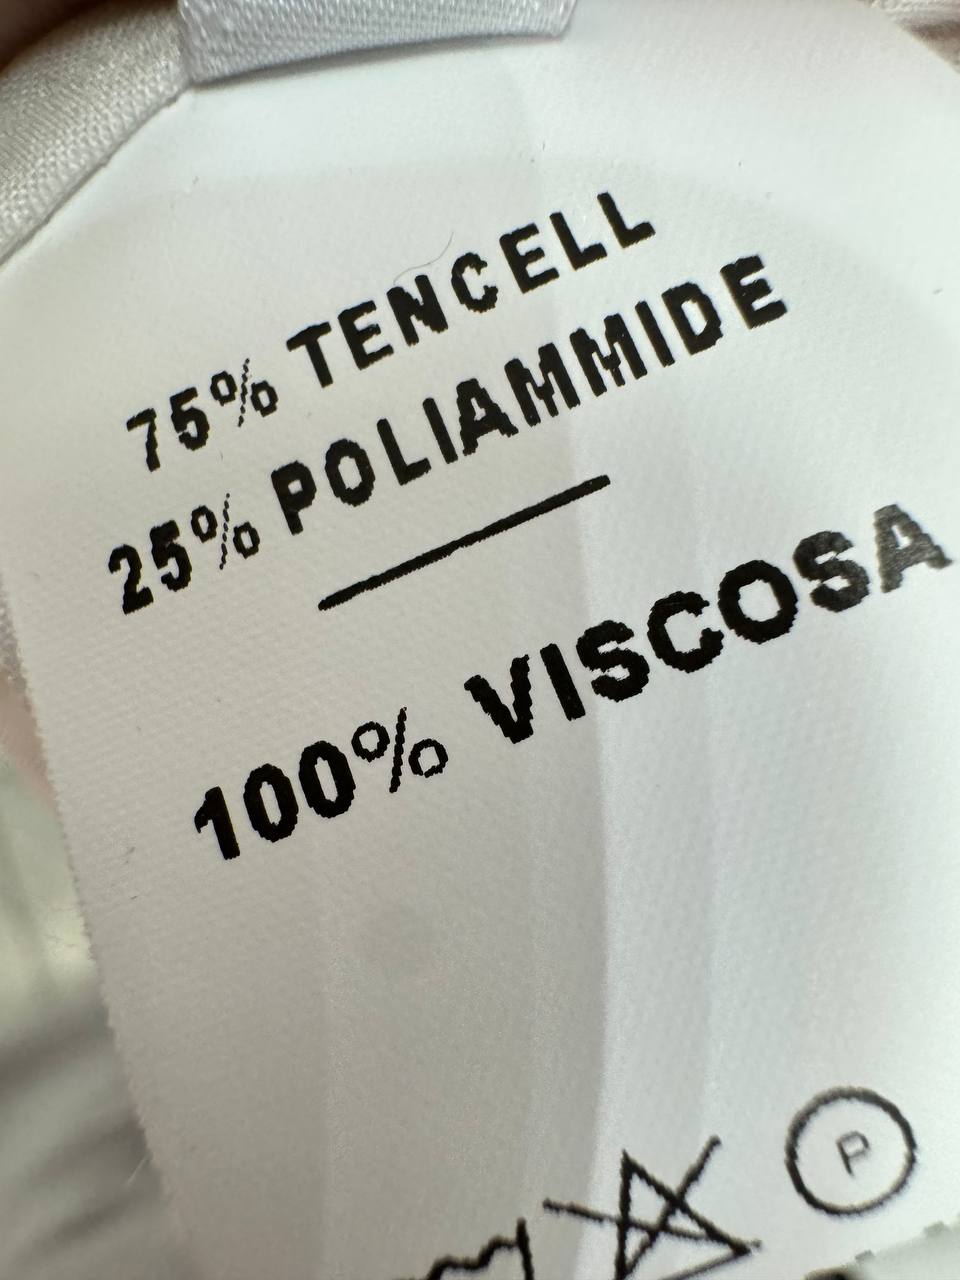 75% TENCELL
25% POLIAMMIDE
100% VISCOSA
P